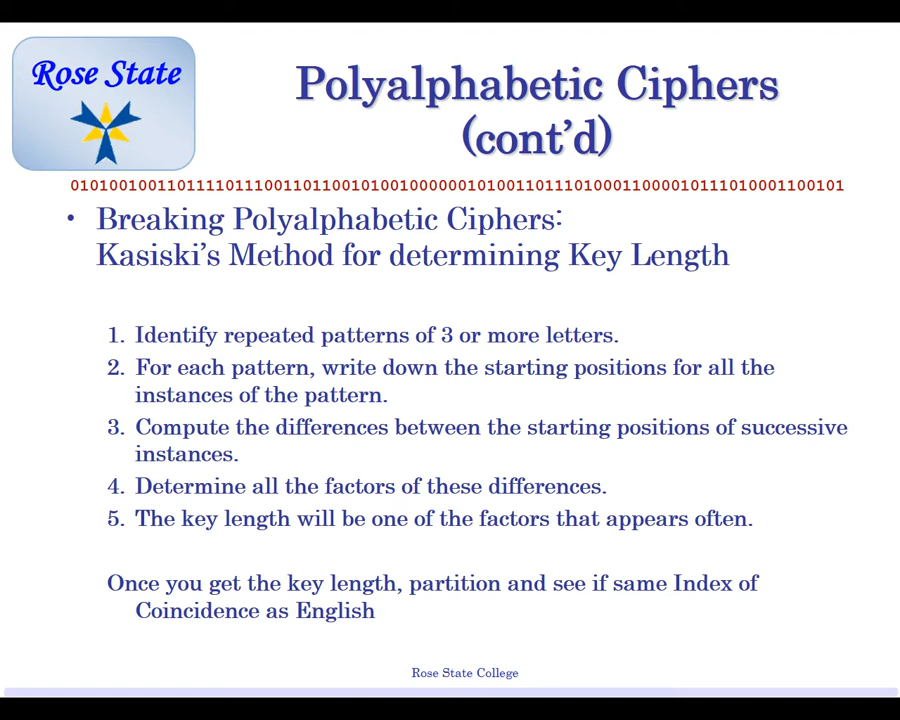 Rose State
Polyalphabetic Ciphers
(cont’d)
01010010011011110111001101100101001000000101001101110100011000010111010001100101
• Breaking Polyalphabetic Ciphers:
Kasiski’s Method for determining Key Length
1. Identify repeated patterns of 3 or more letters.
2. For each pattern, write down the starting positions for all the
instances of the pattern.
3. Compute the differences between the starting positions of successive
instances.
4. Determine all the factors of these differences.
5. The key length will be one of the factors that appears often.
Once you get the key length, partition and see if same Index of
Coincidence as English
Rose State College